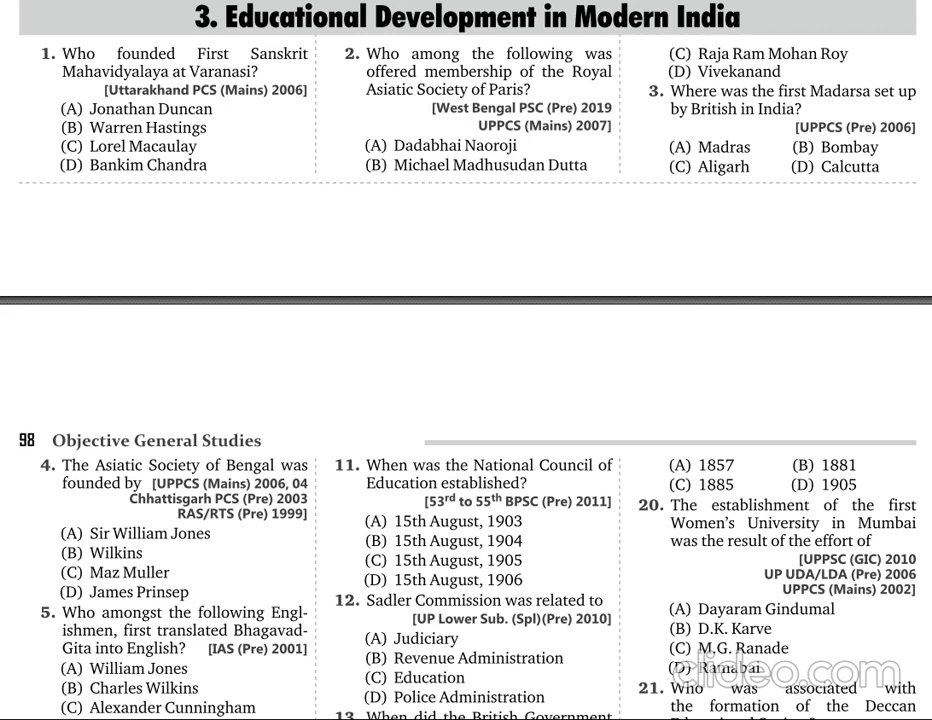 3. Educational Development in Modern India
1. Who founded First Sanskrit
Mahavidyalaya at Varanasi?
[Uttarakhand PCS (Mains) 2006]
(A) Jonathan Duncan
(B) Warren Hastings
(C) Lorel Macaulay
(D) Bankim Chandra
2. Who among the following was
offered membership of the Royal
Asiatic Society of Paris?
[West Bengal PSC (Pre) 2019
UPPCS (Mains) 2007]
(A) Dadabhai Naoroji
(B) Michael Madhusudan Dutta
(C) Raja Ram Mohan Roy
(D) Vivekanand
3. Where was the first Madarsa set up
by British in India?
[UPPCS (Pre) 2006]
(A) Madras (B) Bombay
(C) Aligarh (D) Calcutta
98 Objective General Studies
4. The Asiatic Society of Bengal was
founded by [UPPCS (Mains) 2006, 04
Chhattisgarh PCS (Pre) 2003
RAS/RTS (Pre) 1999]
(A) Sir William Jones
(B) Wilkins
(C) Maz Muller
(D) James Prinsep
5. Who amongst the following Engl-
ishmen, first translated Bhagavad-
Gita into English? [IAS (Pre) 2001]
(A) William Jones
(B) Charles Wilkins
(C) Alexander Cunningham
11. When was the National Council of
Education established?
[53rd to 55th BPSC (Pre) 2011]
(A) 15th August, 1903
(B) 15th August, 1904
(C) 15th August, 1905
(D) 15th August, 1906
12. Sadler Commission was related to
[UP Lower Sub. (Spl)(Pre) 2010]
(A) Judiciary
(B) Revenue Administration
(C) Education
(D) Police Administration
13. When did the British Government
(A) 1857 (B) 1881
(C) 1885 (D) 1905
20. The establishment of the first
Women's University in Mumbai
was the result of the effort of
[UPPSC (GIC) 2010
UP UDA/LDA (Pre) 2006
UPPCS (Mains) 2002]
(A) Dayaram Gindumal
(B) D.K. Karve
(C) M.G. Ranade
(D) Ramabai
21. Who was associated with
the formation of the Deccan
clideo.com